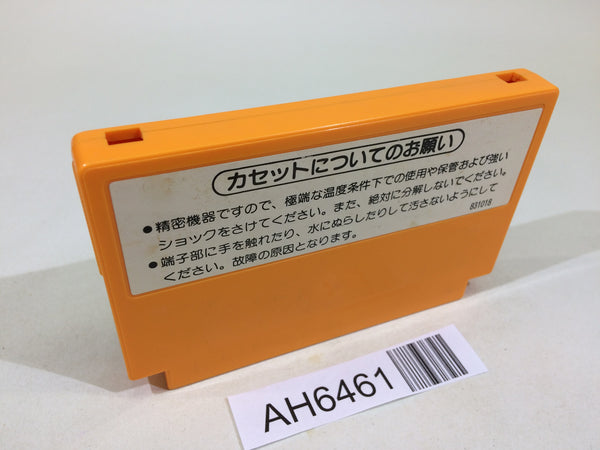 カセットについてのお願い
●精密機器ですので、極端な温度条件下での使用や保管および強い
ショックをさけてください。また、絶対に分解しないでください。
●端子部に手を触れたり、水にぬらしたりして汚さないようにして
ください。故障の原因となります。
831018
AH6461